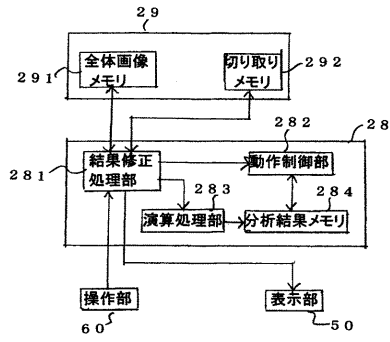 29
291
全体画像
メモリ
切り取り
メモリ
292
28
282
281
結果修正
処理部
動作制御部
283
284
演算処理部
分析結果メモリ
操作部
表示部
60
50